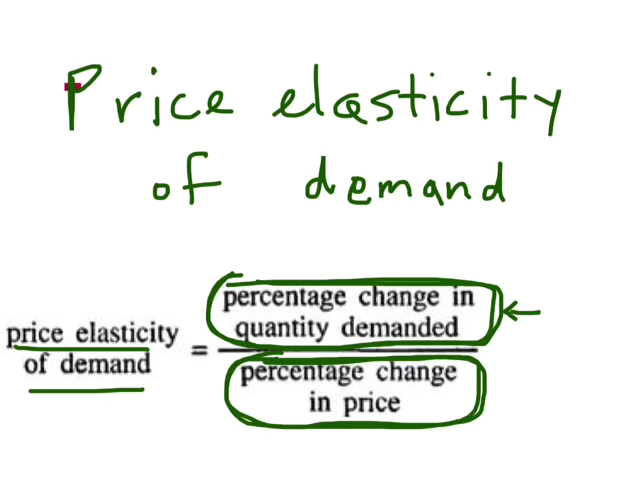 Price elasticity
of demand
price elasticity
of demand
=
percentage change in
quantity demanded
percentage change
in price